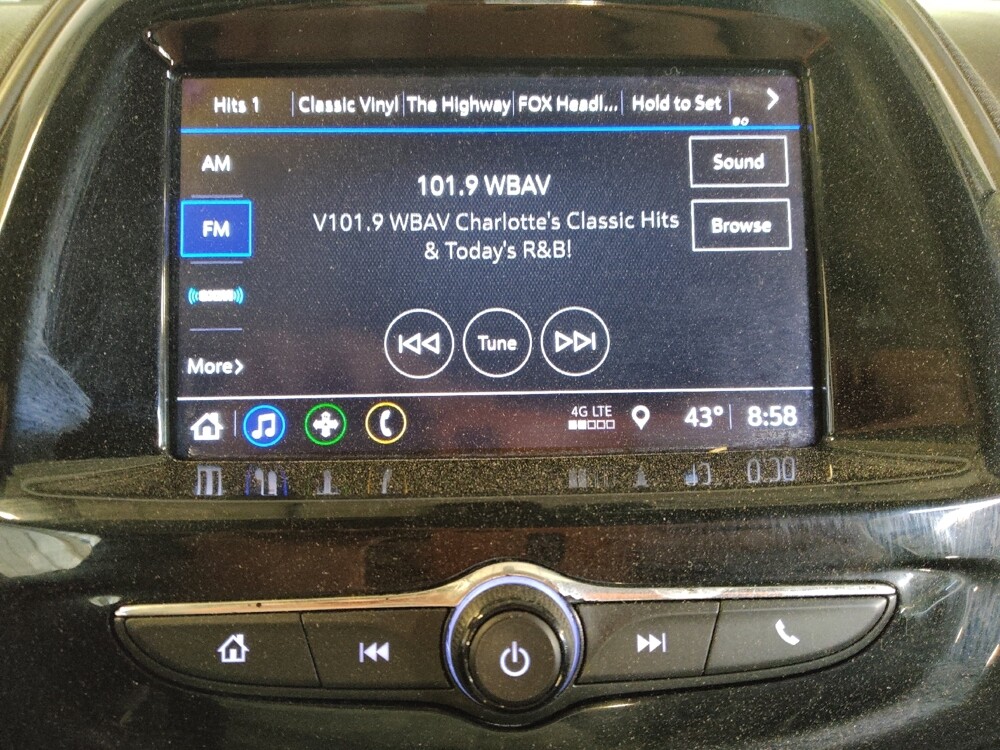 Hits 1
Classic Vinyl
The Highway
FOX Headl...
Hold to Set
AM
Sound
101.9 WBAV
FM
V101.9 WBAV Charlotte's Classic Hits
& Today's R&B!
Browse
Tune
More
4G LTE
43°
8:58